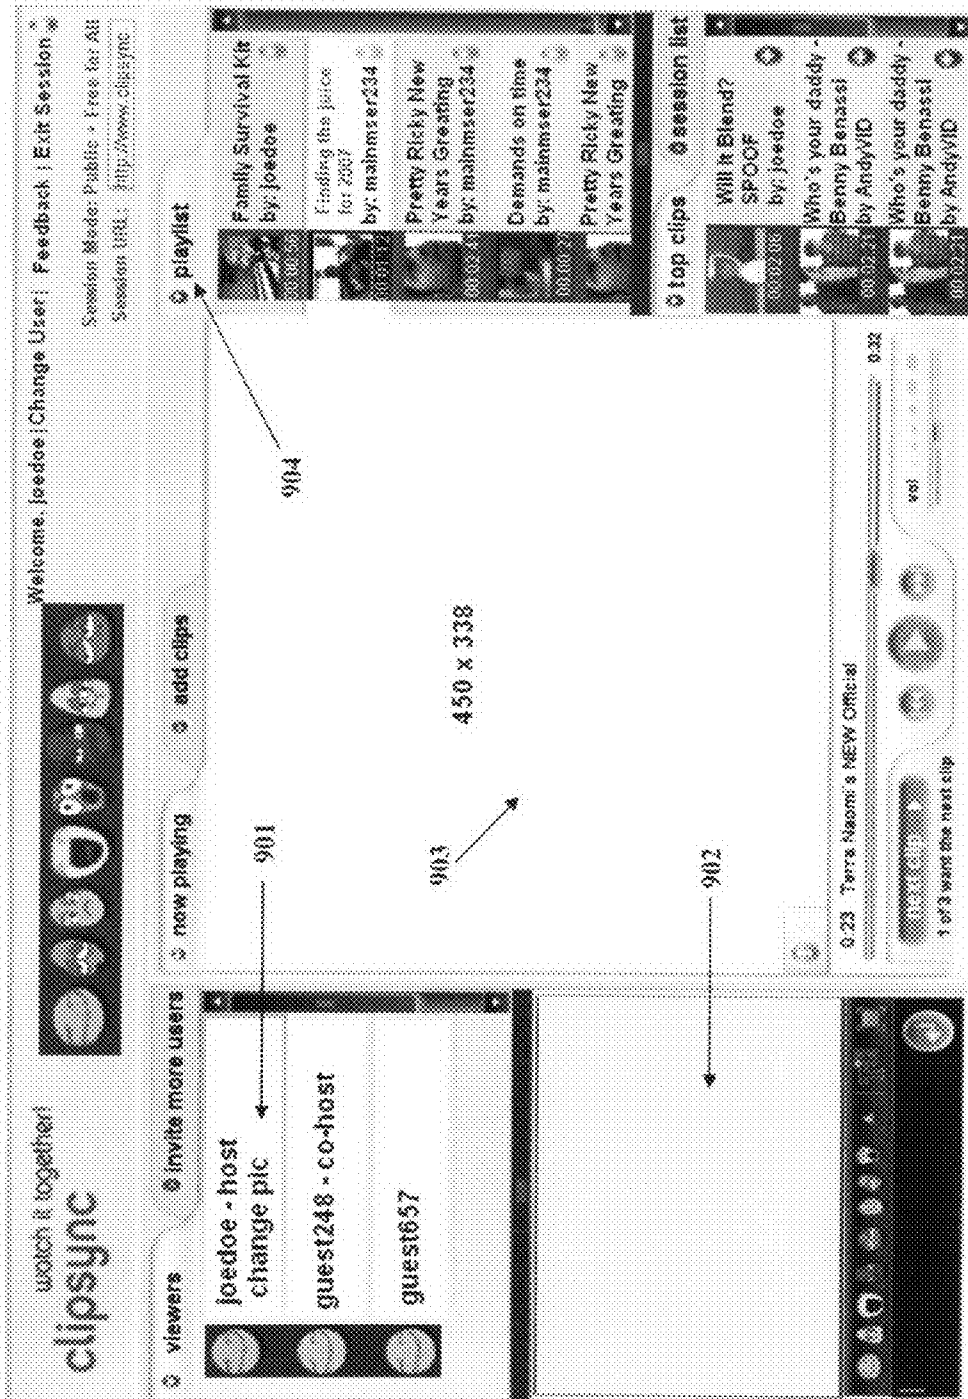 watch it together!
clipsync
Welcome, joedoe | Change User | Feedback | Exit Session
Session Mode: Public - Free for All
Session URL: http://www.clipsync
viewers
invite more users
now playing
add clips
playlist
joedoe - host
change pic
guest248 - co-host
guest657
901
902
903
904
450 x 338
Family Survival Kit
by: joedoe
Finding the juice
for 2007
by: mainmser234
Pretty Ricky New
Years Greating
by: mainmser234
Demands on time
by: mainmser234
Pretty Ricky New
Years Greating
top clips
session list
Will It Blend?
SPOOF
by: joedoe
Who's your daddy -
Benny Benassi
by AndyVID
Who's your daddy -
Benny Benassi
by AndyVID
0:23 Terra Naomi's NEW Official
0:32
vol
1 of 3 want the next clip